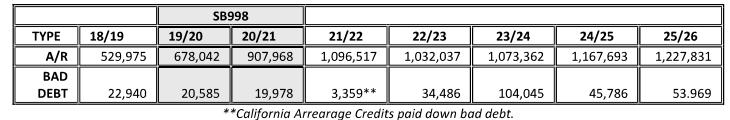 SB998
TYPE 18/19 19/20 20/21 21/22 22/23 23/24 24/25 25/26
A/R 529,975 678,042 907,968 1,096,517 1,032,037 1,073,362 1,167,693 1,227,831
BAD
DEBT 22,940 20,585 19,978 3,359** 34,486 104,045 45,786 53.969
**California Arrearage Credits paid down bad debt.